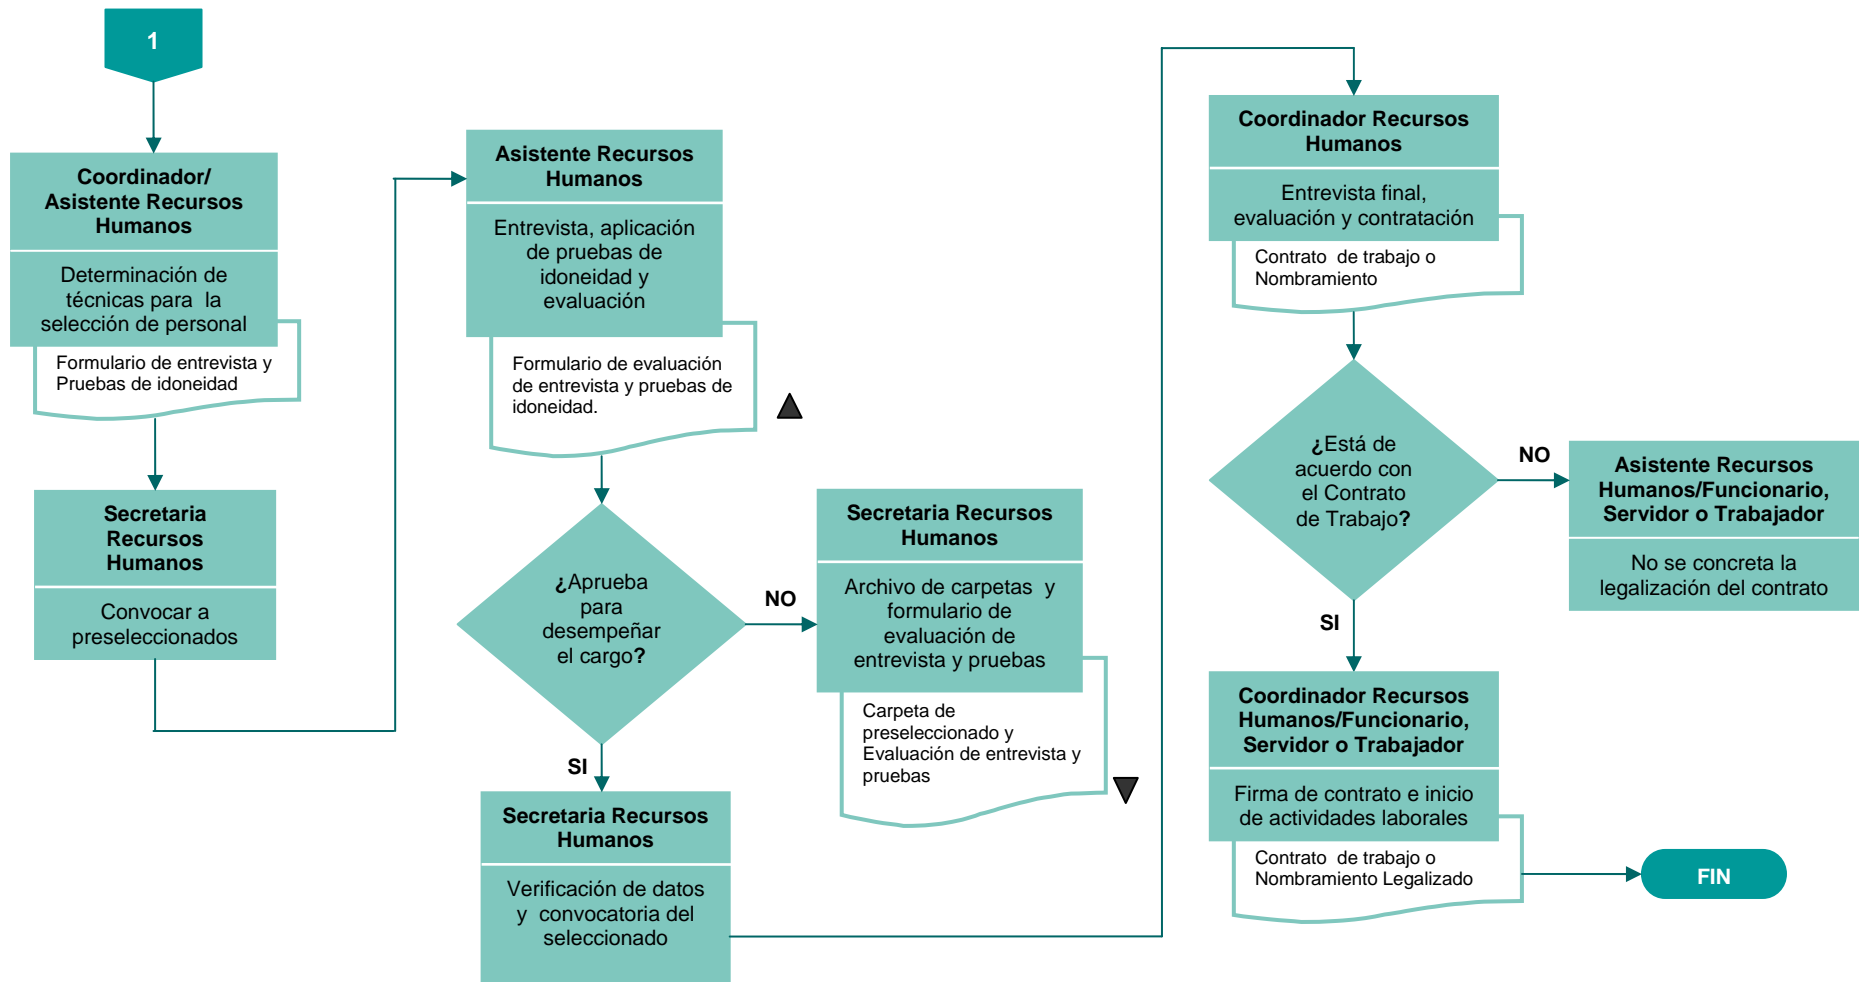 1
Coordinador/
Asistente Recursos
Humanos
Determinación de
técnicas para la
selección de personal
Formulario de entrevista y
Pruebas de idoneidad
Secretaria
Recursos
Humanos
Convocar a
preseleccionados
Asistente Recursos
Humanos
Entrevista, aplicación
de pruebas de
idoneidad y
evaluación
Formulario de evaluación
de entrevista y pruebas de
idoneidad.
¿Aprueba
para
desempeñar
el cargo?
NO
Secretaria Recursos
Humanos
Archivo de carpetas y
formulario de
evaluación de
entrevista y pruebas
Carpeta de
preseleccionado y
Evaluación de entrevista y
pruebas
SI
Secretaria Recursos
Humanos
Verificación de datos
y convocatoria del
seleccionado
Coordinador Recursos
Humanos
Entrevista final,
evaluación y contratación
Contrato de trabajo o
Nombramiento
¿Está de
acuerdo con
el Contrato
de Trabajo?
NO
Asistente Recursos
Humanos/Funcionario,
Servidor o Trabajador
No se concreta la
legalización del contrato
SI
Coordinador Recursos
Humanos/Funcionario,
Servidor o Trabajador
Firma de contrato e inicio
de actividades laborales
Contrato de trabajo o
Nombramiento Legalizado
FIN